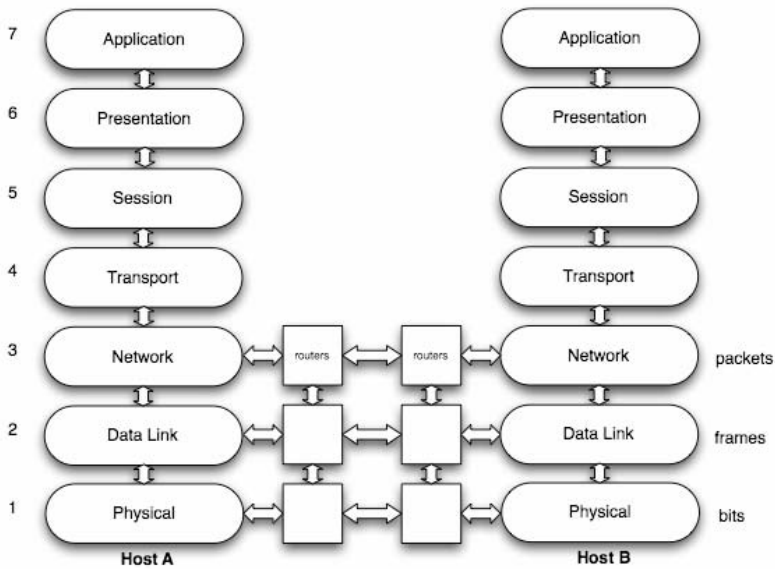 7 Application Application
6 Presentation Presentation
5 Session Session
4 Transport Transport
3 Network routers routers Network packets
2 Data Link Data Link frames
1 Physical Physical bits
Host A Host B